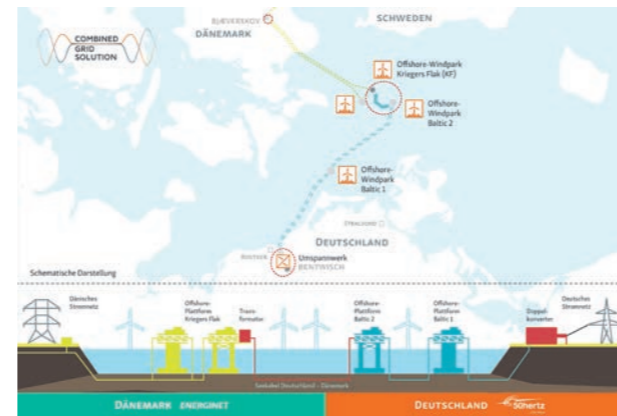 COMBINED
GRID
SOLUTION
BJÆVERSKOV
DÄNEMARK
SCHWEDEN
Offshore-Windpark
Kriegers Flak (KF)
Offshore-
Windpark
Baltic 2
Offshore-
Windpark
Baltic 1
STRALSUND
DEUTSCHLAND
ROSTOCK
Umspannwerk
BENTWISCH
Schematische Darstellung
Dänisches
Stromnetz
Offshore-
Plattform
Kriegers Flak
Trans-
formator
Offshore-
Plattform
Baltic 2
Offshore-
Plattform
Baltic 1
Doppel-
konverter
Deutsches
Stromnetz
Seekabel Deutschland – Dänemark
DÄNEMARK ENERGINET
DEUTSCHLAND 50hertz